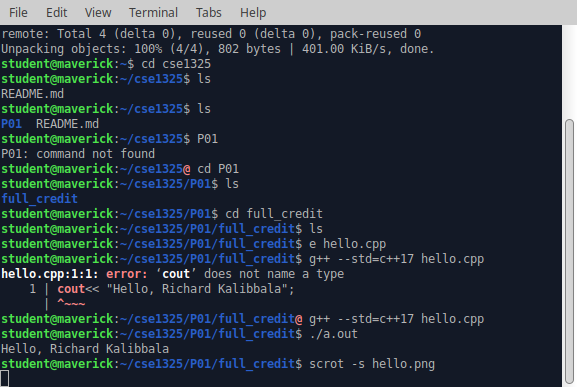 File Edit View Terminal Tabs Help
remote: Total 4 (delta 0), reused 0 (delta 0), pack-reused 0
Unpacking objects: 100% (4/4), 802 bytes | 401.00 KiB/s, done.
student@maverick:~$ cd cse1325
student@maverick:~/cse1325$ ls
README.md
student@maverick:~/cse1325$ ls
P01  README.md
student@maverick:~/cse1325$ P01
P01: command not found
student@maverick:~/cse1325@ cd P01
student@maverick:~/cse1325/P01$ ls
full_credit
student@maverick:~/cse1325/P01$ cd full_credit
student@maverick:~/cse1325/P01/full_credit$ ls
student@maverick:~/cse1325/P01/full_credit$ e hello.cpp
student@maverick:~/cse1325/P01/full_credit$ g++ --std=c++17 hello.cpp
hello.cpp:1:1: error: ‘cout’ does not name a type
    1 | cout<< "Hello, Richard Kalibbala";
      | ^~~~
student@maverick:~/cse1325/P01/full_credit@ g++ --std=c++17 hello.cpp
student@maverick:~/cse1325/P01/full_credit$ ./a.out
Hello, Richard Kalibbala
student@maverick:~/cse1325/P01/full_credit$ scrot -s hello.png